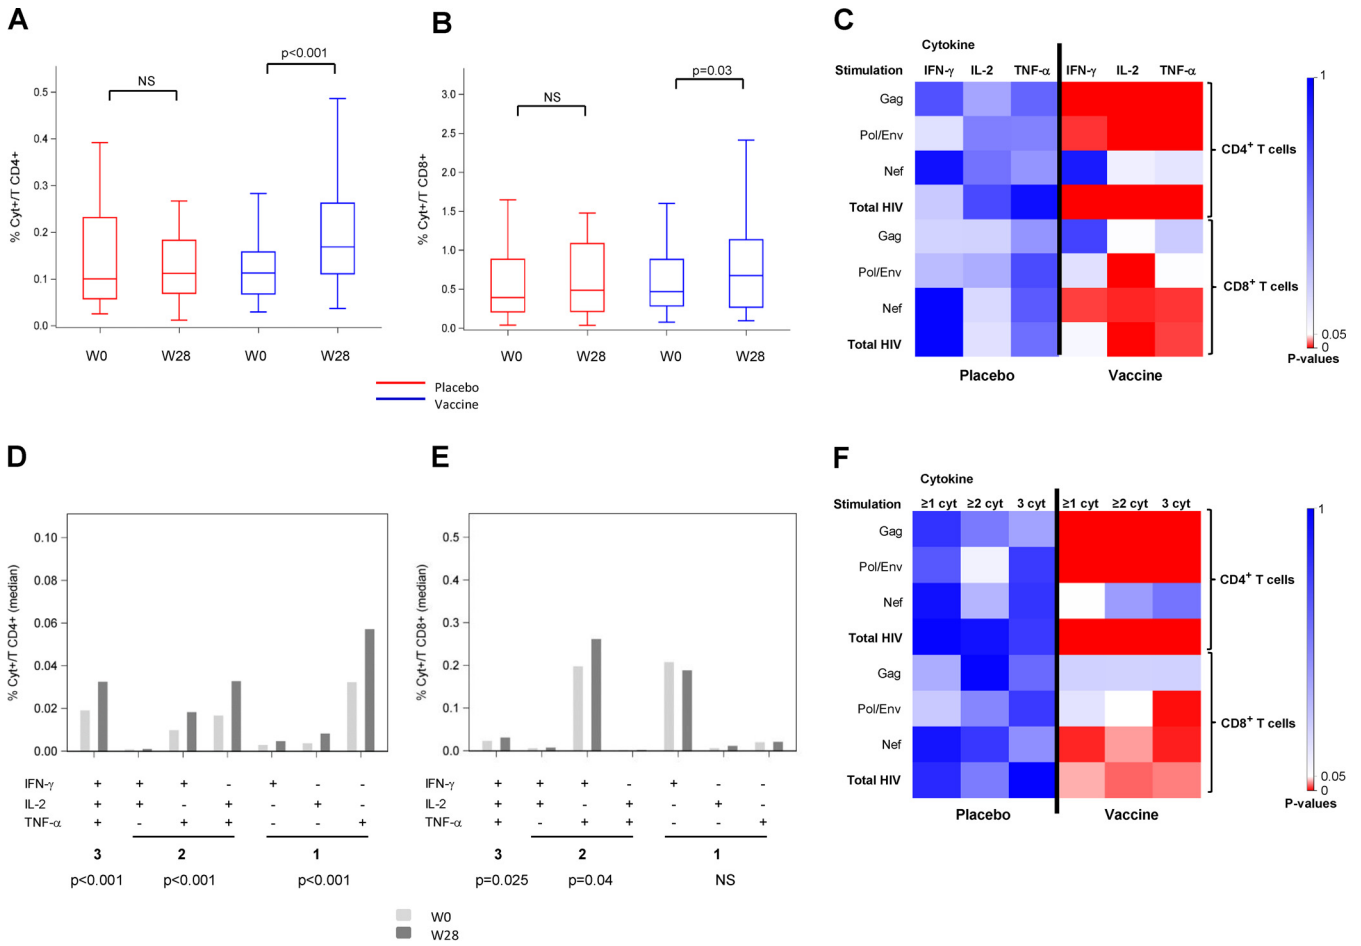 A
NS
p<0.001
% Cyt+/T CD4+
0.5
0.4
0.3
0.2
0.1
0.0
W0
W28
W0
W28
B
NS
p=0.03
% Cyt+/T CD8+
3.0
2.5
2.0
1.5
1.0
0.5
0.0
W0
W28
W0
W28
Placebo
Vaccine
C
Cytokine
Stimulation IFN-γ IL-2 TNF-α IFN-γ IL-2 TNF-α
Gag
Pol/Env
Nef
Total HIV
Gag
Pol/Env
Nef
Total HIV
CD4+ T cells
CD8+ T cells
Placebo
Vaccine
1
0.05
0
P-values
D
% Cyt+/T CD4+ (median)
0.10
0.08
0.06
0.04
0.02
0.00
IFN-γ + + + - + - -
IL-2 + + - + - + -
TNF-α + - + + - - +
3 2 1
p<0.001 p<0.001 p<0.001
E
% Cyt+/T CD8+ (median)
0.5
0.4
0.3
0.2
0.1
0.0
IFN-γ + + + - + - -
IL-2 + + - + - + -
TNF-α + - + + - - +
3 2 1
p=0.025 p=0.04 NS
W0
W28
F
Cytokine
Stimulation ≥1 cyt ≥2 cyt 3 cyt ≥1 cyt ≥2 cyt 3 cyt
Gag
Pol/Env
Nef
Total HIV
Gag
Pol/Env
Nef
Total HIV
CD4+ T cells
CD8+ T cells
Placebo
Vaccine
1
0.05
0
P-values